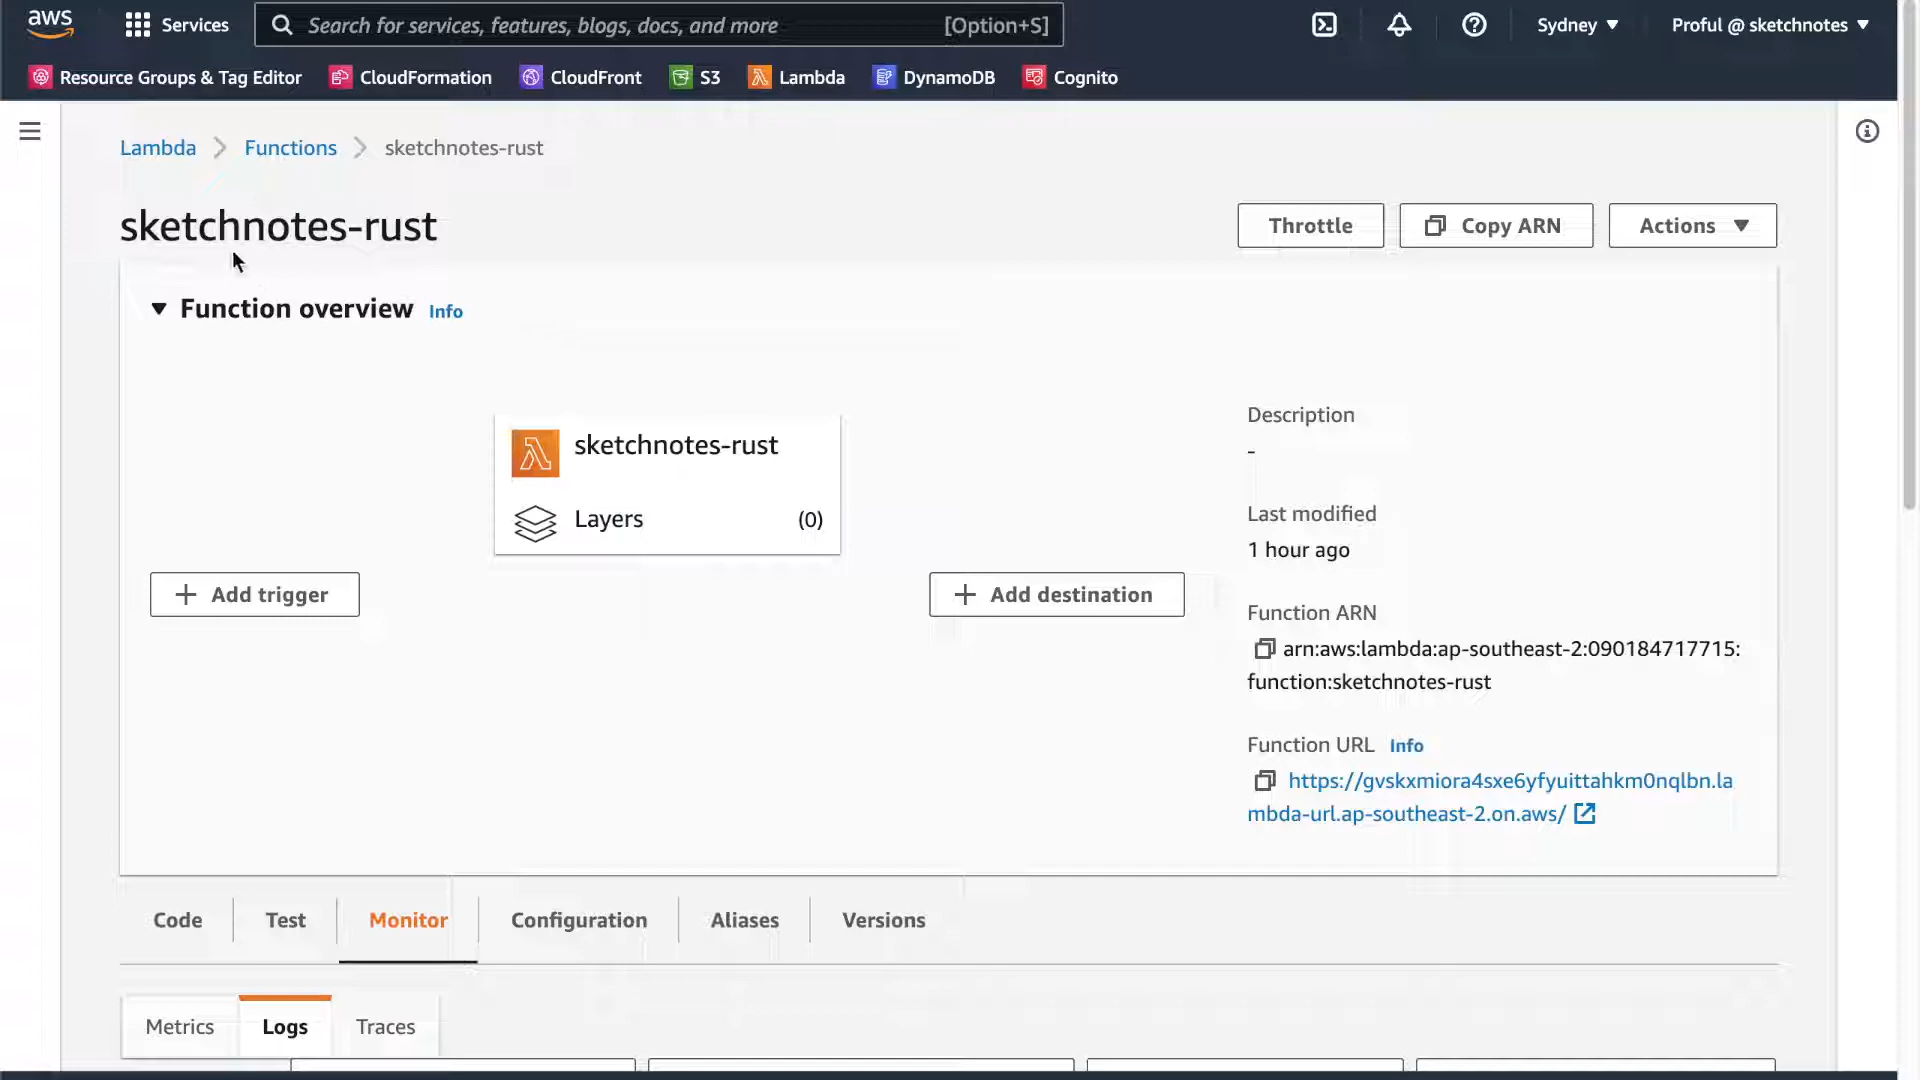 aws
Services
Search for services, features, blogs, docs, and more
[Option+S]
Sydney
Proful @ sketchnotes
Resource Groups & Tag Editor
CloudFormation
CloudFront
S3
Lambda
DynamoDB
Cognito
Lambda
Functions
sketchnotes-rust
sketchnotes-rust
Throttle
Copy ARN
Actions
Function overview
Info
sketchnotes-rust
Layers
(0)
Add trigger
Add destination
Description
-
Last modified
1 hour ago
Function ARN
arn:aws:lambda:ap-southeast-2:090184717715:
function:sketchnotes-rust
Function URL Info
https://gvskxmiora4sxe6yfyuittahkm0nqlbn.la
mbda-url.ap-southeast-2.on.aws/
Code
Test
Monitor
Configuration
Aliases
Versions
Metrics
Logs
Traces